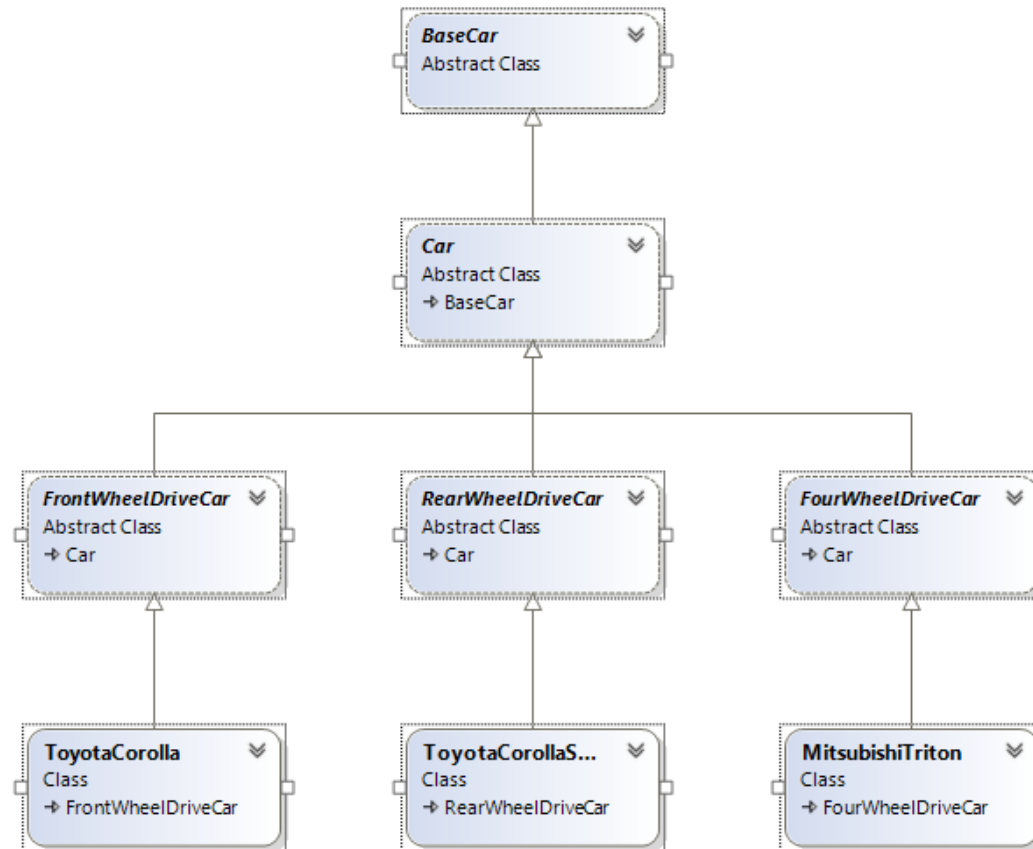 BaseCar
Abstract Class
Car
Abstract Class
BaseCar
FrontWheelDriveCar
Abstract Class
Car
RearWheelDriveCar
Abstract Class
Car
FourWheelDriveCar
Abstract Class
Car
ToyotaCorolla
Class
FrontWheelDriveCar
ToyotaCorollaS...
Class
RearWheelDriveCar
MitsubishiTriton
Class
FourWheelDriveCar